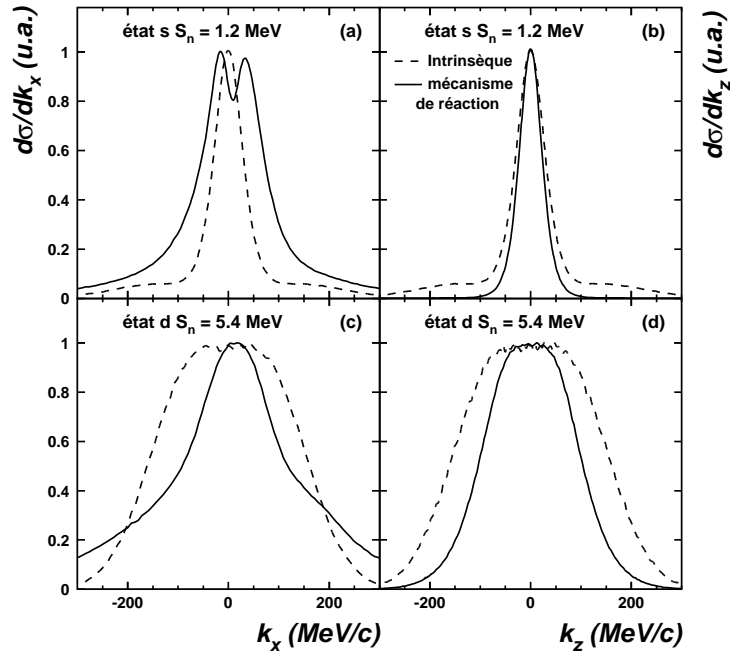 état s S_n = 1.2 MeV (a)
état s S_n = 1.2 MeV (b)
dσ/dk_x (u.a.)
dσ/dk_z (u.a.)
Intrinsèque
mécanisme
de réaction
1
0.8
0.6
0.4
0.2
0
état d S_n = 5.4 MeV (c)
état d S_n = 5.4 MeV (d)
1
0.8
0.6
0.4
0.2
0
-200 0 200
-200 0 200
k_x (MeV/c)
k_z (MeV/c)